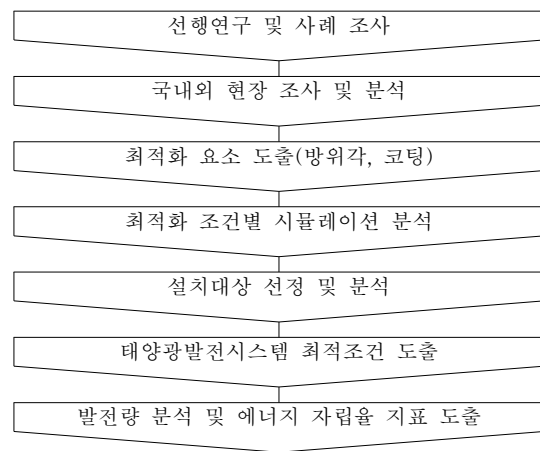 선행연구 및 사례 조사
국내외 현장 조사 및 분석
최적화 요소 도출(방위각, 코팅)
최적화 조건별 시뮬레이션 분석
설치대상 선정 및 분석
태양광발전시스템 최적조건 도출
발전량 분석 및 에너지 자립율 지표 도출